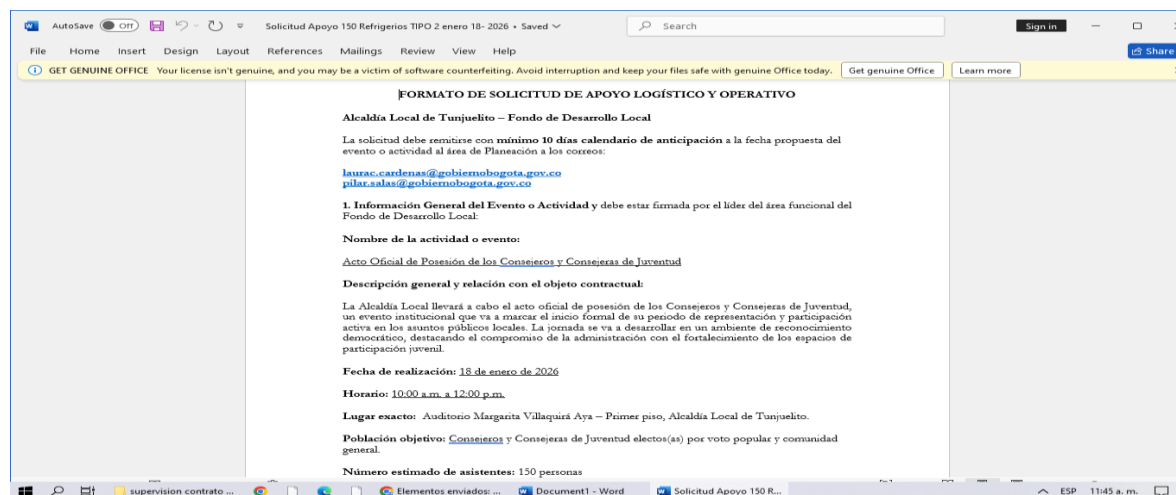 AutoSave Off Solicitud Apoyo 150 Refrigerios TIPO 2 enero 18- 2026 • Saved Search Sign in
File Home Insert Design Layout References Mailings Review View Help Share
GET GENUINE OFFICE Your license isn't genuine, and you may be a victim of software counterfeiting. Avoid interruption and keep your files safe with genuine Office today. Get genuine Office Learn more
FORMATO DE SOLICITUD DE APOYO LOGÍSTICO Y OPERATIVO
Alcaldía Local de Tunjuelito – Fondo de Desarrollo Local
La solicitud debe remitirse con mínimo 10 días calendario de anticipación a la fecha propuesta del
evento o actividad al área de Planeación a los correos:
laurac.cardenas@gobiernobogota.gov.co
pilar.salas@gobiernobogota.gov.co
1. Información General del Evento o Actividad y debe estar firmada por el líder del área funcional del
Fondo de Desarrollo Local:
Nombre de la actividad o evento:
Acto Oficial de Posesión de los Consejeros y Consejeras de Juventud
Descripción general y relación con el objeto contractual:
La Alcaldía Local llevará a cabo el acto oficial de posesión de los Consejeros y Consejeras de Juventud,
un evento institucional que va a marcar el inicio formal de su periodo de representación y participación
activa en los asuntos públicos locales. La jornada se va a desarrollar en un ambiente de reconocimiento
democrático, destacando el compromiso de la administración con el fortalecimiento de los espacios de
participación juvenil.
Fecha de realización: 18 de enero de 2026
Horario: 10:00 a.m. a 12:00 p.m.
Lugar exacto: Auditorio Margarita Villaquirá Aya – Primer piso, Alcaldía Local de Tunjuelito.
Población objetivo: Consejeros y Consejeras de Juventud electos(as) por voto popular y comunidad
general.
Número estimado de asistentes: 150 personas
supervision contrato ... Elementos enviados: ... Document1 - Word Solicitud Apoyo 150 R... ESP 11:45 a. m.